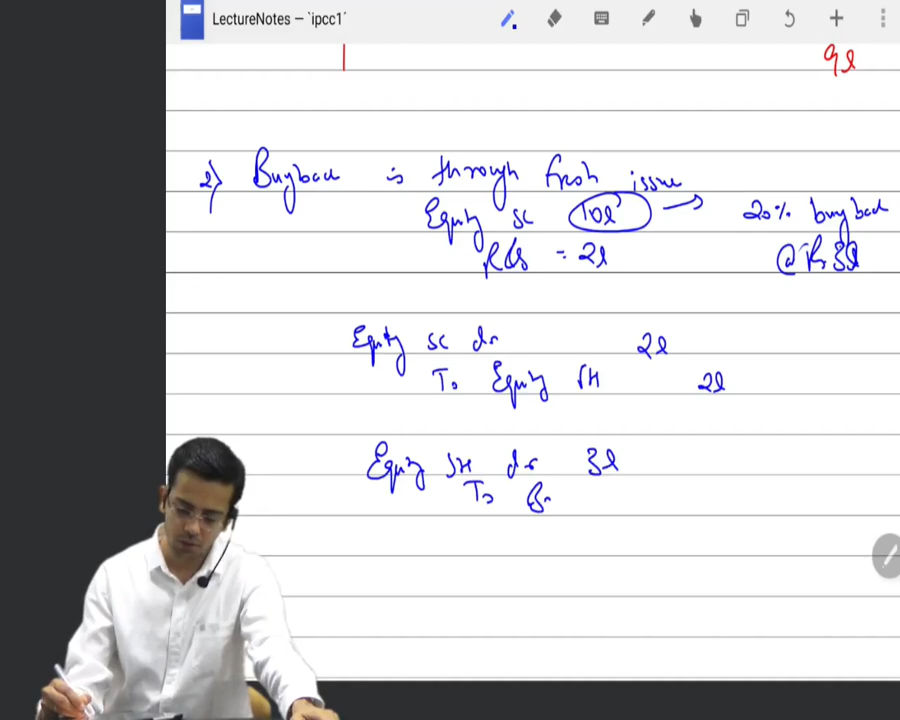 LectureNotes – `ipcc1´
9l
2) Buyback is through fresh issue
Equity sc 10l → 20% buyback
= 2l @Rs 3l
Equity sc dr 2l
To Equity SH 2l
Equity SH dr 3l
To Ba